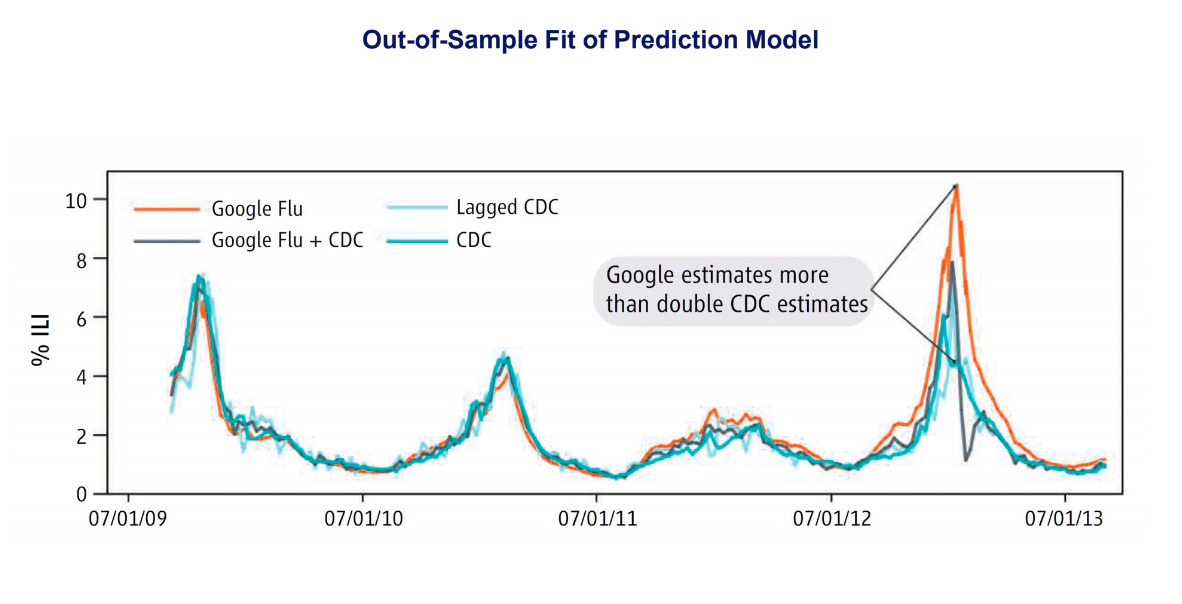 Out-of-Sample Fit of Prediction Model
Google Flu
Lagged CDC
Google Flu + CDC
CDC
Google estimates more
than double CDC estimates
% ILI
10
8
6
4
2
0
07/01/09
07/01/10
07/01/11
07/01/12
07/01/13